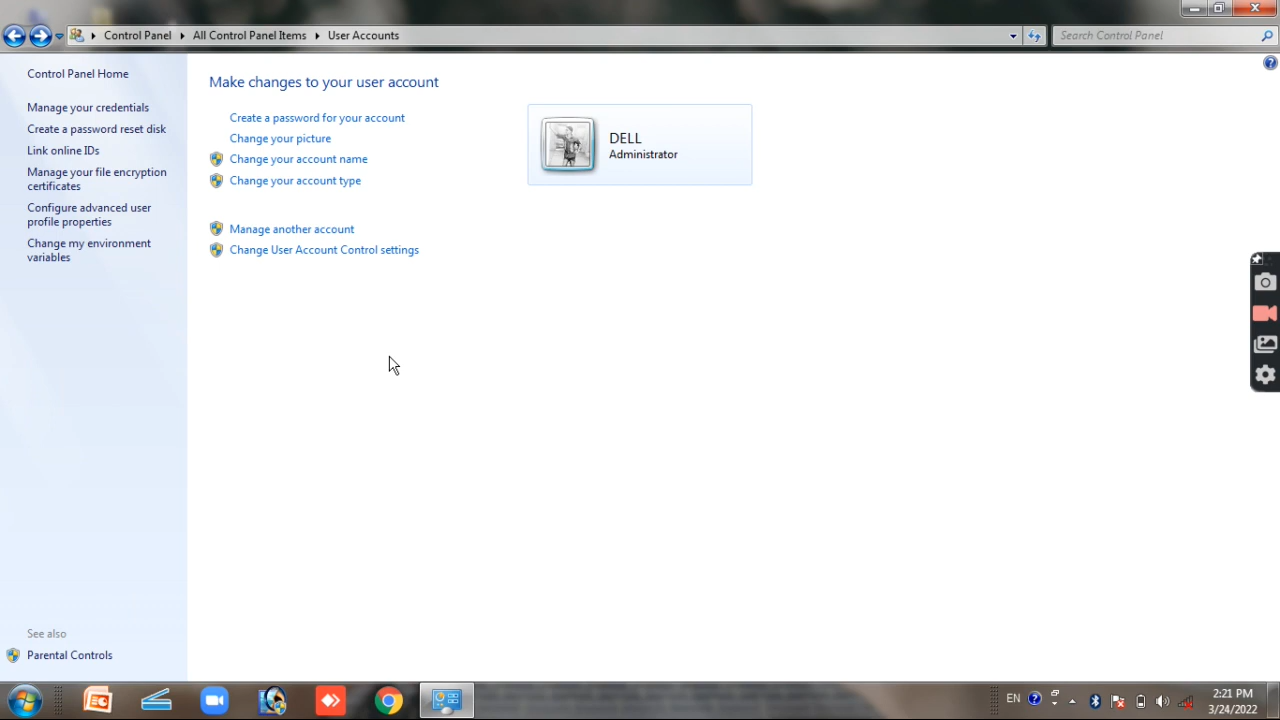 Control Panel
All Control Panel Items
User Accounts
Search Control Panel
Control Panel Home
Manage your credentials
Create a password reset disk
Link online IDs
Manage your file encryption
certificates
Configure advanced user
profile properties
Change my environment
variables
See also
Parental Controls
Make changes to your user account
Create a password for your account
Change your picture
Change your account name
Change your account type
Manage another account
Change User Account Control settings
DELL
Administrator
EN
2:21 PM
3/24/2022